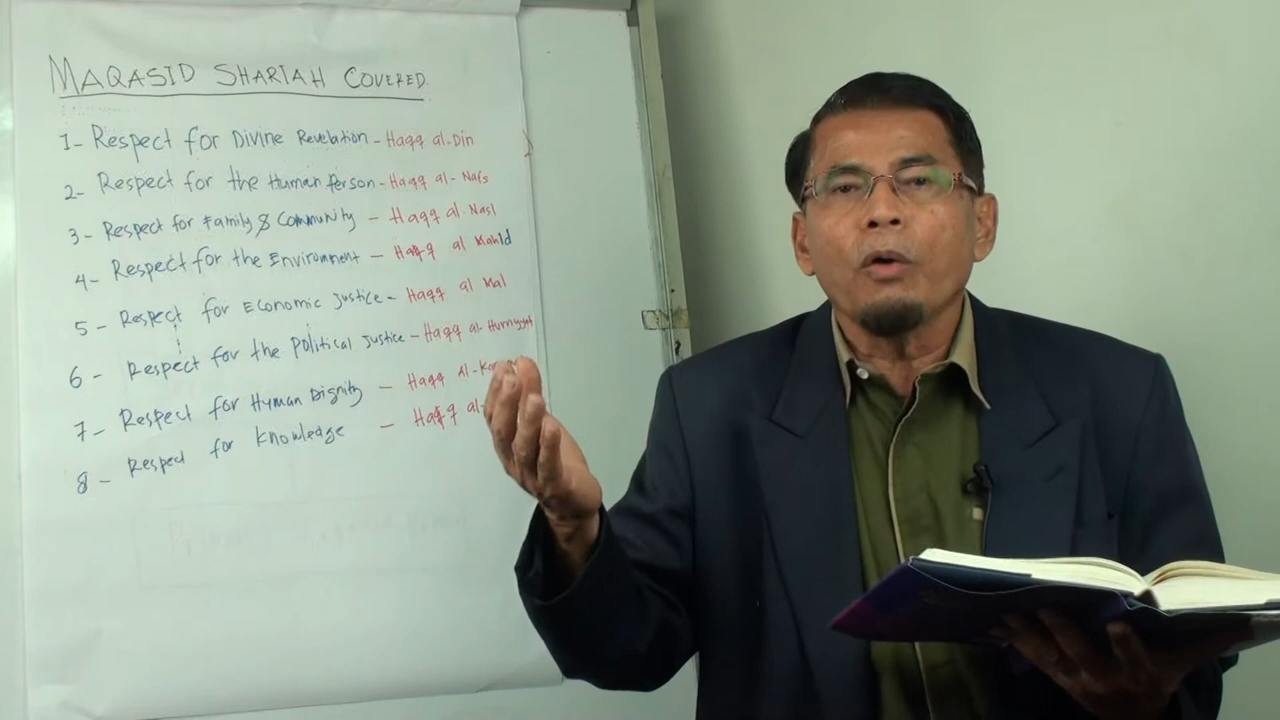 MAQASID SHARIAH COVERED.
1- Respect for Divine Revelation - Haqq al-Din
2- Respect for the Human Person - Haqq al-Nafs
3- Respect for Family & Community - Haqq al-Nasl
4- Respect for the Environment - Haqq al Mahld
5- Respect for Economic Justice - Haqq al Mal
6- Respect for the Political Justice - Haqq al-Hurriyyah
7- Respect for Human Dignity - Haqq al-
8- Respect for Knowledge - Haqq al-